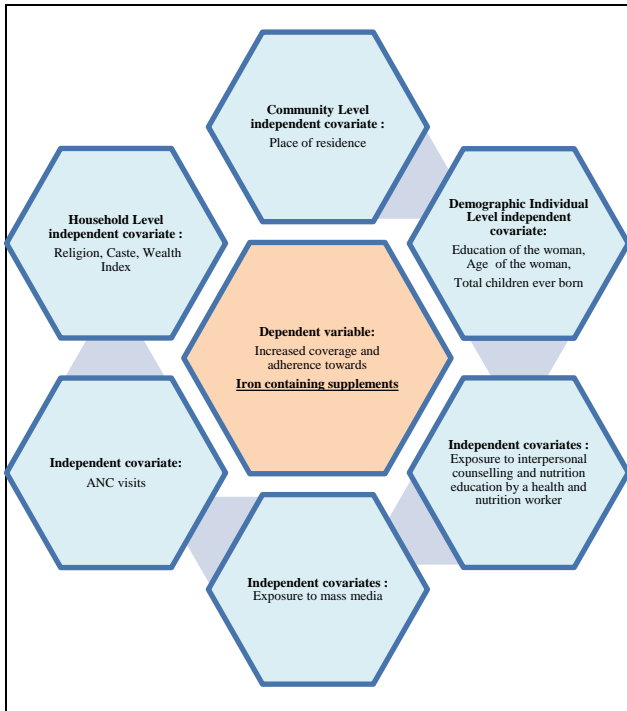 Community Level
independent covariate :
Place of residence
Household Level
independent covariate :
Religion, Caste, Wealth
Index
Demographic Individual
Level independent
covariate:
Education of the woman,
Age of the woman,
Total children ever born
Dependent variable:
Increased coverage and
adherence towards
Iron containing supplements
Independent covariate:
ANC visits
Independent covariates :
Exposure to interpersonal
counselling and nutrition
education by a health and
nutrition worker
Independent covariates :
Exposure to mass media